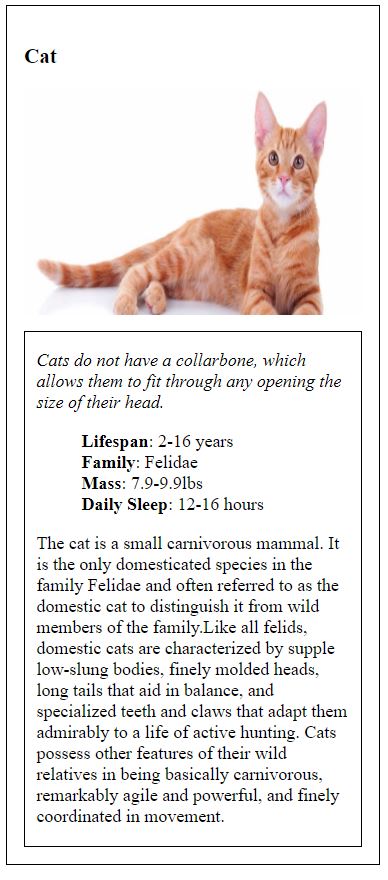 Cat
Cats do not have a collarbone, which
allows them to fit through any opening the
size of their head.
Lifespan: 2-16 years
Family: Felidae
Mass: 7.9-9.9lbs
Daily Sleep: 12-16 hours
The cat is a small carnivorous mammal. It
is the only domesticated species in the
family Felidae and often referred to as the
domestic cat to distinguish it from wild
members of the family.Like all felids,
domestic cats are characterized by supple
low-slung bodies, finely molded heads,
long tails that aid in balance, and
specialized teeth and claws that adapt them
admirably to a life of active hunting. Cats
possess other features of their wild
relatives in being basically carnivorous,
remarkably agile and powerful, and finely
coordinated in movement.